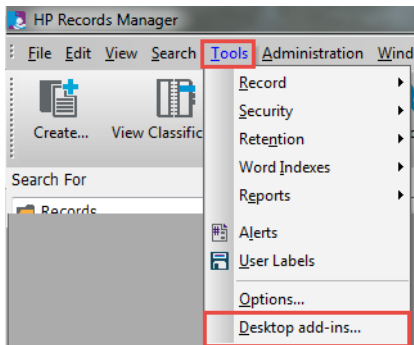 HP Records Manager
File Edit View Search Tools Administration Wind
Record
Security
Retention
Word Indexes
Reports
Alerts
User Labels
Options...
Desktop add-ins...
Create... View Classific
Search For
Records